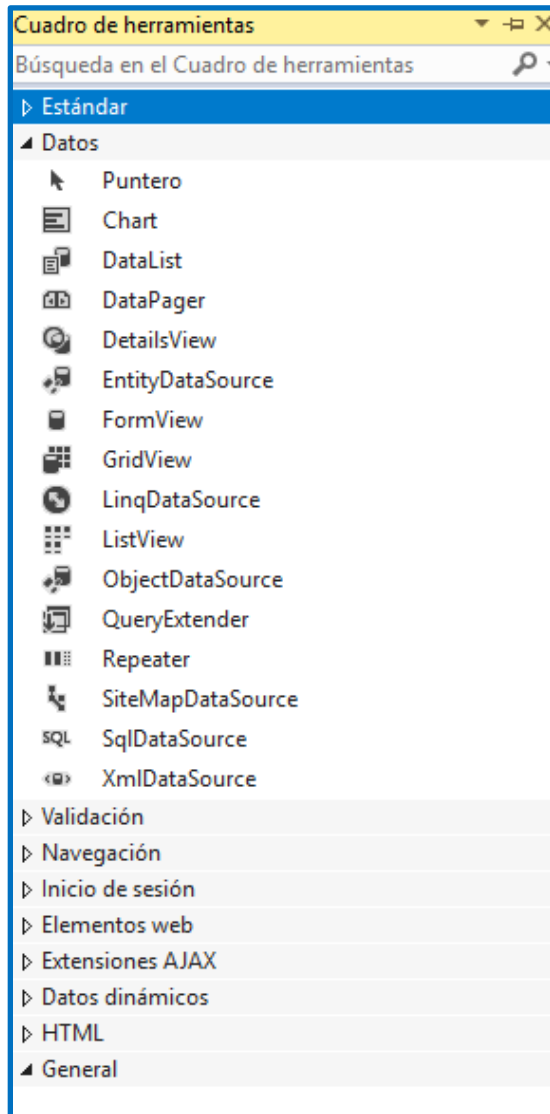 Cuadro de herramientas
Búsqueda en el Cuadro de herramientas
Estándar
Datos
Puntero
Chart
DataList
DataPager
DetailsView
EntityDataSource
FormView
GridView
LinqDataSource
ListView
ObjectDataSource
QueryExtender
Repeater
SiteMapDataSource
SQL SqlDataSource
XmlDataSource
Validación
Navegación
Inicio de sesión
Elementos web
Extensiones AJAX
Datos dinámicos
HTML
General